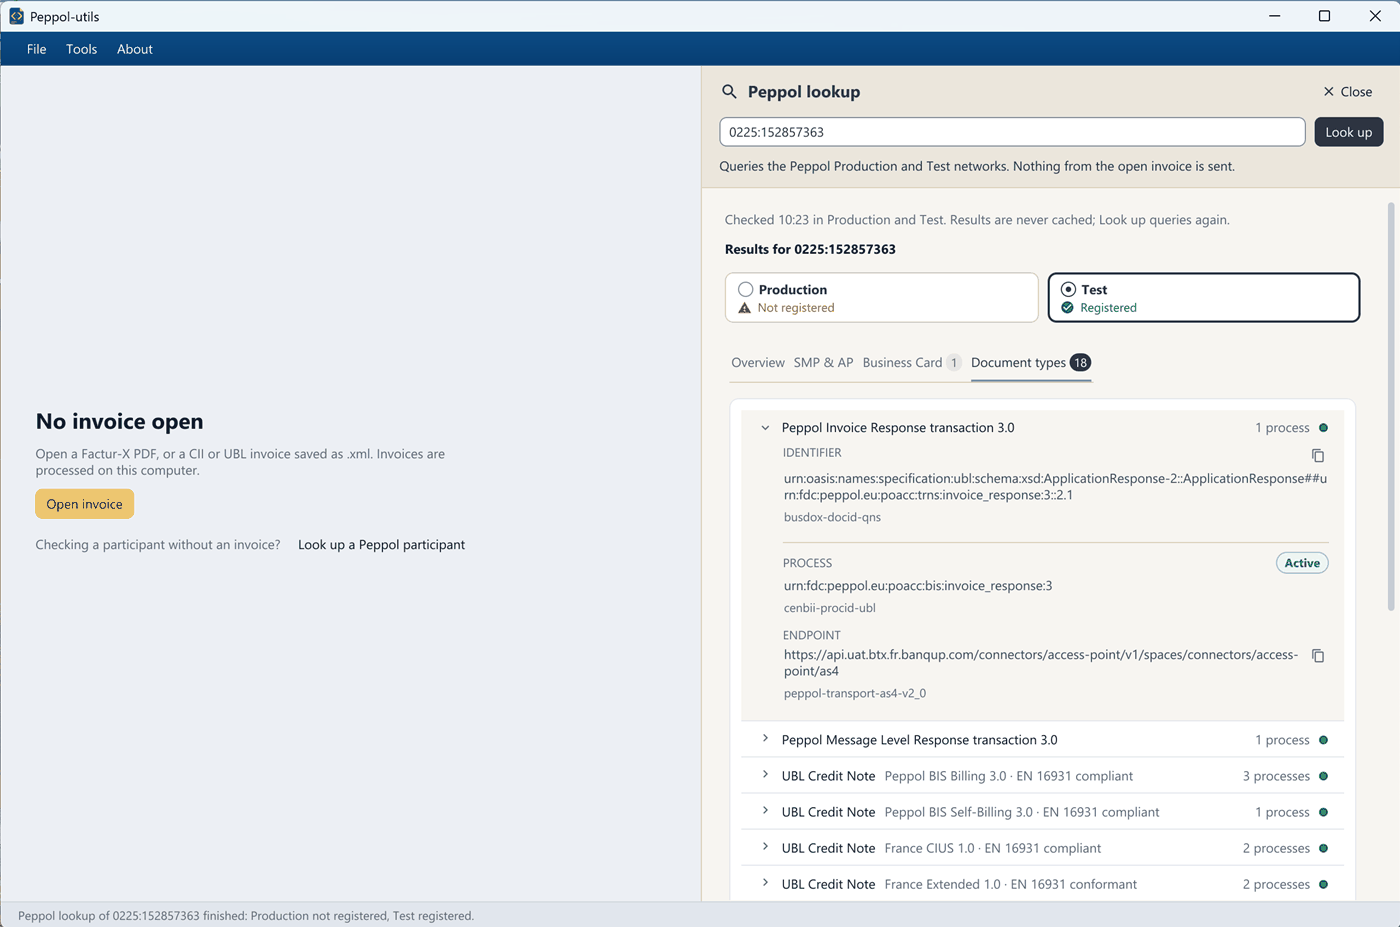 Peppol-utils
File Tools About
No invoice open
Open a Factur-X PDF, or a CII or UBL invoice saved as .xml. Invoices are
processed on this computer.
Open invoice
Checking a participant without an invoice? Look up a Peppol participant
Peppol lookup
Close
0225:152857363
Look up
Queries the Peppol Production and Test networks. Nothing from the open invoice is sent.
Checked 10:23 in Production and Test. Results are never cached; Look up queries again.
Results for 0225:152857363
Production
Not registered
Test
Registered
Overview SMP & AP Business Card 1 Document types 18
Peppol Invoice Response transaction 3.0 1 process
IDENTIFIER
urn:oasis:names:specification:ubl:schema:xsd:ApplicationResponse-2::ApplicationResponse##u
rn:fdc:peppol.eu:poacc:trns:invoice_response:3::2.1
busdox-docid-qns
PROCESS Active
urn:fdc:peppol.eu:poacc:bis:invoice_response:3
cenbii-procid-ubl
ENDPOINT
https://api.uat.btx.fr.banqup.com/connectors/access-point/v1/spaces/connectors/access-
point/as4
peppol-transport-as4-v2_0
Peppol Message Level Response transaction 3.0 1 process
UBL Credit Note Peppol BIS Billing 3.0 · EN 16931 compliant 3 processes
UBL Credit Note Peppol BIS Self-Billing 3.0 · EN 16931 compliant 1 process
UBL Credit Note France CIUS 1.0 · EN 16931 compliant 2 processes
UBL Credit Note France Extended 1.0 · EN 16931 conformant 2 processes
Peppol lookup of 0225:152857363 finished: Production not registered, Test registered.